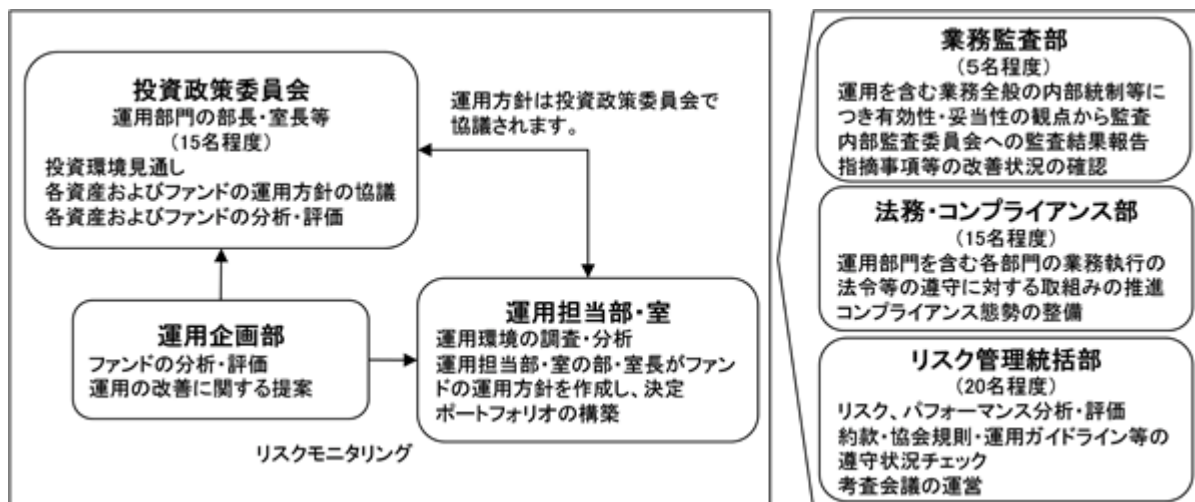 投資政策委員会
運用部門の部長・室長等
(15名程度)
投資環境見通し
各資産およびファンドの運用方針の協議
各資産およびファンドの分析・評価
運用方針は投資政策委員会で
協議されます。
運用企画部
ファンドの分析・評価
運用の改善に関する提案
運用担当部・室
運用環境の調査・分析
運用担当部・室の部・室長がファン
ドの運用方針を作成し、決定
ポートフォリオの構築
リスクモニタリング
業務監査部
(5名程度)
運用を含む業務全般の内部統制等に
つき有効性・妥当性の観点から監査
内部監査委員会への監査結果報告
指摘事項等の改善状況の確認
法務・コンプライアンス部
(15名程度)
運用部門を含む各部門の業務執行の
法令等の遵守に対する取組みの推進
コンプライアンス態勢の整備
リスク管理統括部
(20名程度)
リスク、パフォーマンス分析・評価
約款・協会規則・運用ガイドライン等の
遵守状況チェック
考査会議の運営